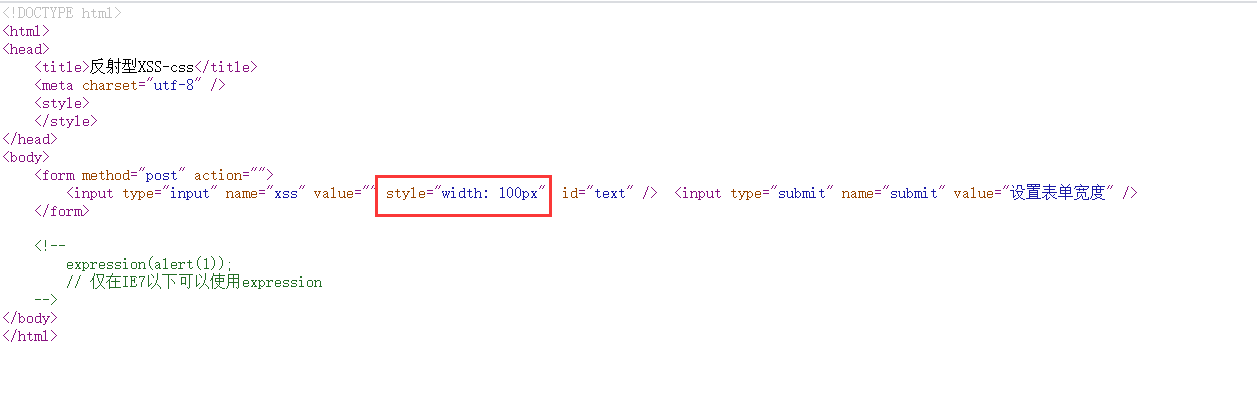 <!DOCTYPE html>
<html>
<head>
    <title>反射型XSS-css</title>
    <meta charset="utf-8" />
    <style>
    </style>
</head>
<body>
    <form method="post" action="">
        <input type="input" name="xss" value="" style="width: 100px"  id="text" />  <input type="submit" name="submit" value="设置表单宽度" />
    </form>

    <!--
        expression(alert(1));
        // 仅在IE7以下可以使用expression
    -->
</body>
</html>